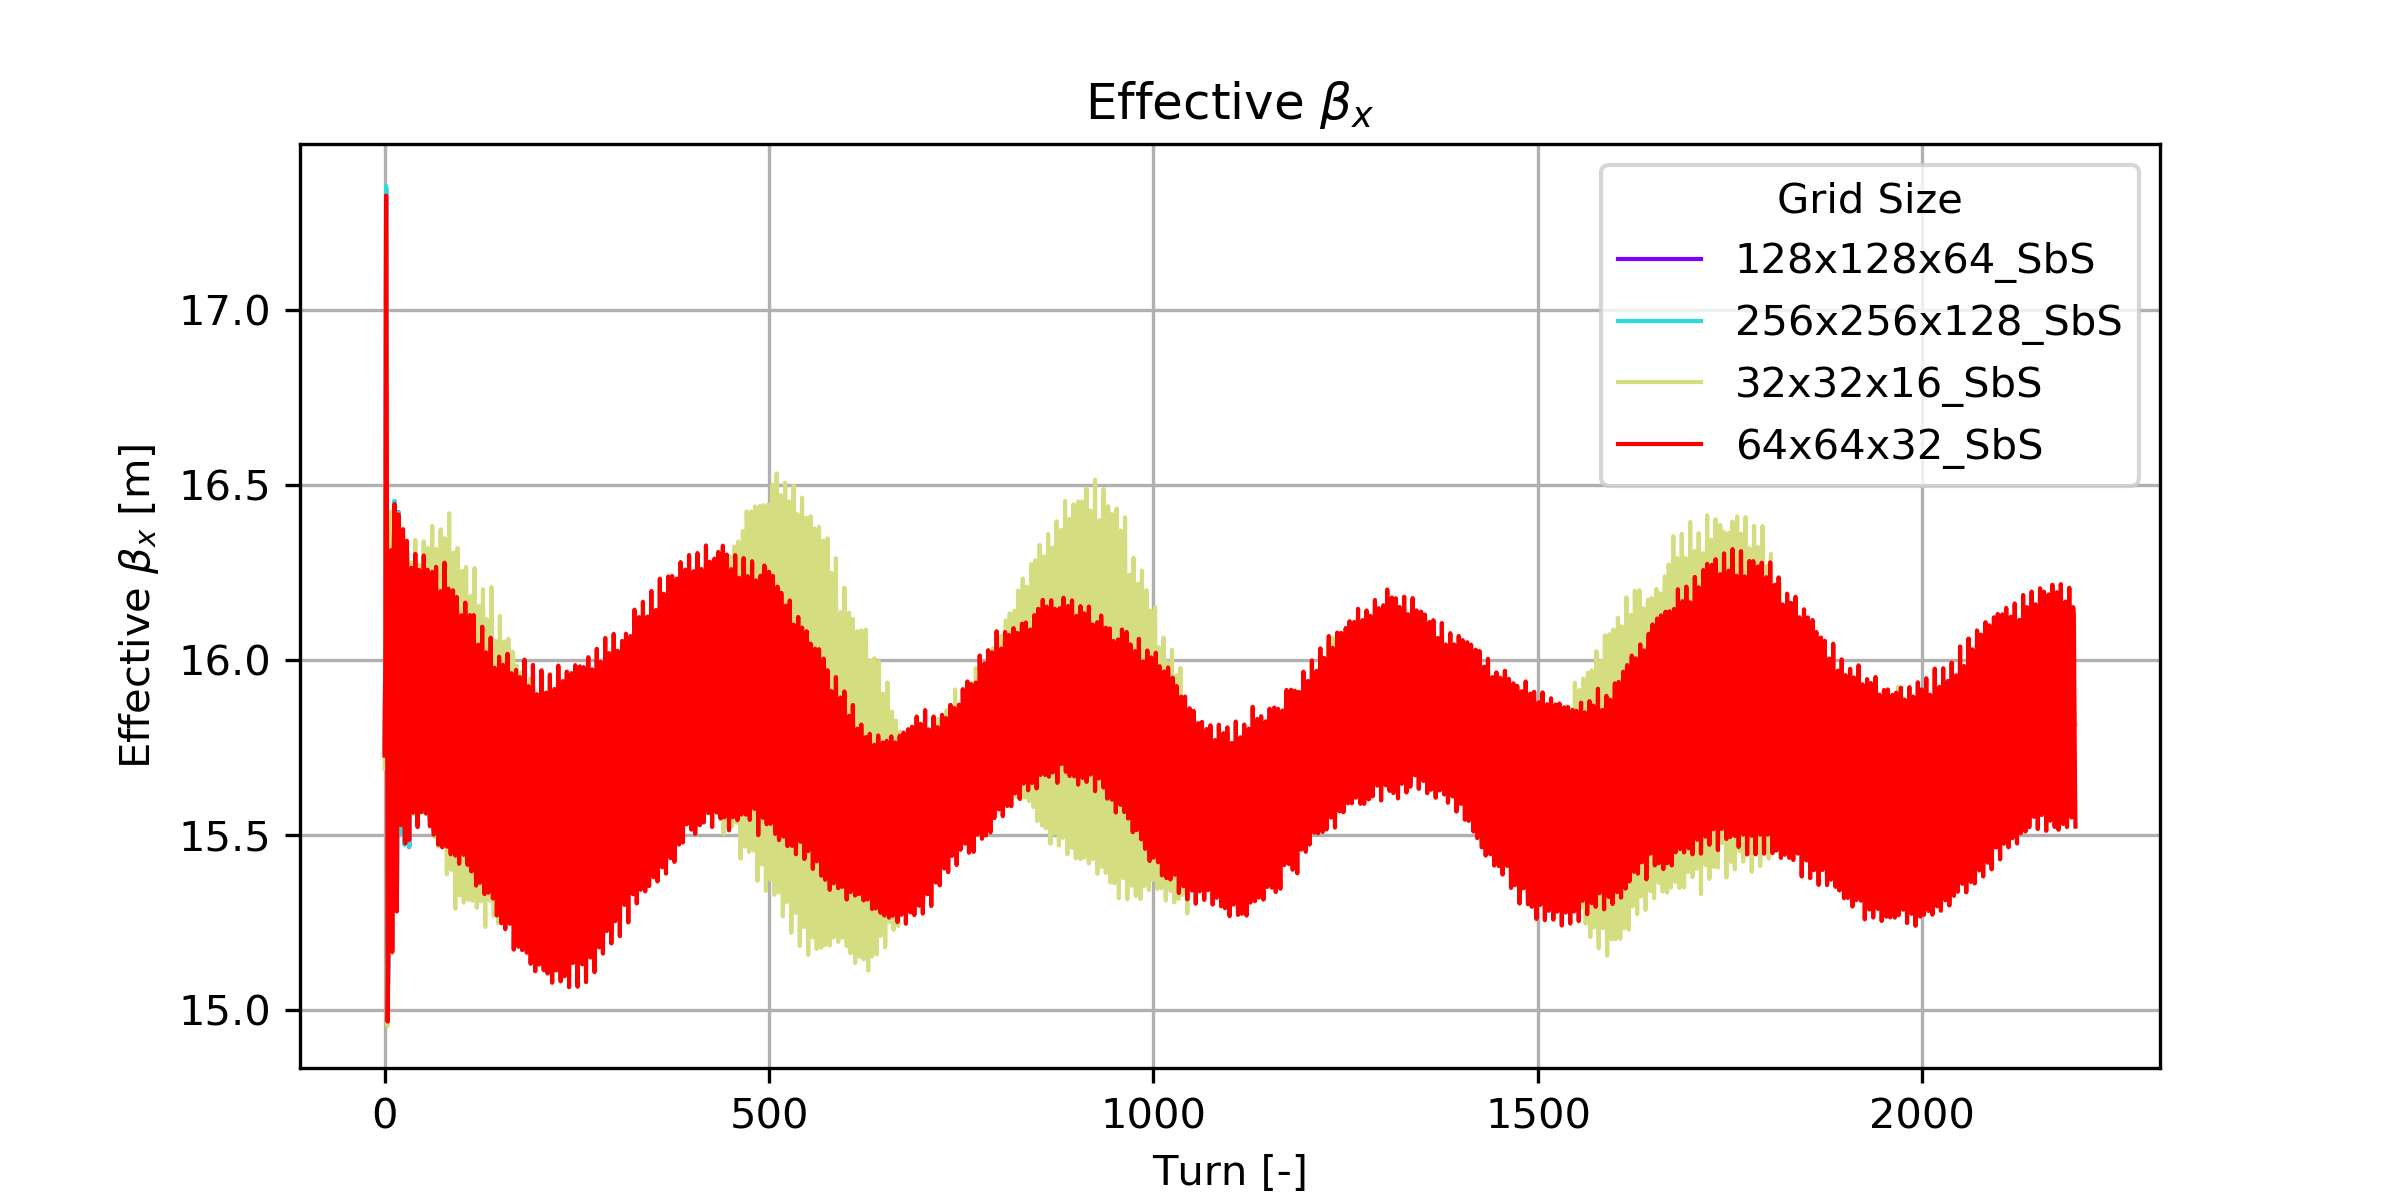 Effective βx
Effective βx [m]
17.0
16.5
16.0
15.5
15.0
Grid Size
128x128x64_SbS
256x256x128_SbS
32x32x16_SbS
64x64x32_SbS
0 500 1000 1500 2000
Turn [-]